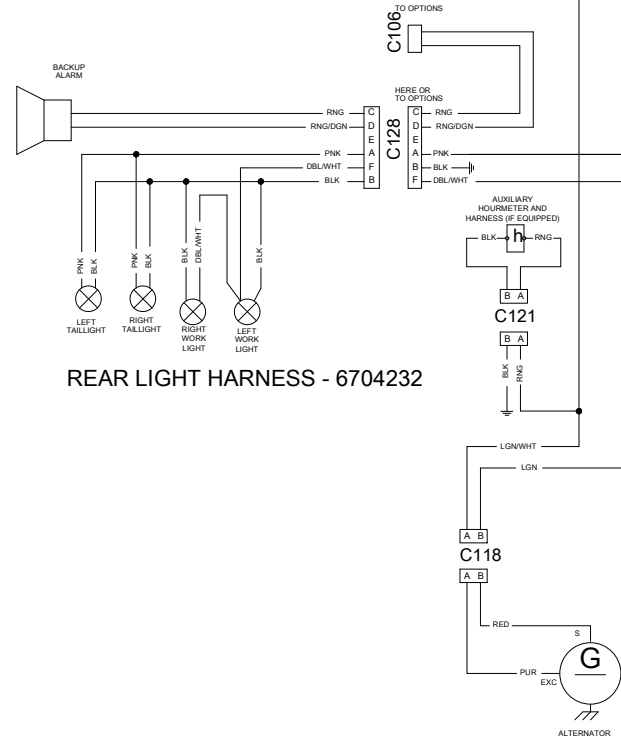 TO OPTIONS
C106
BACKUP
ALARM
HERE OR
TO OPTIONS
RNG
C
C
RNG
RNG/DGN
D
D
RNG/DGN
E
E
C128
PNK
A
A
PNK
DBL/WHT
F
B
BLK
BLK
B
F
DBL/WHT
AUXILIARY
HOURMETER AND
HARNESS (IF EQUIPPED)
BLK
h
RNG
PNK
BLK
PNK
BLK
BLK
DBL/WHT
BLK
B A
C121
B A
LEFT
TAILLIGHT
RIGHT
TAILLIGHT
RIGHT
WORK
LIGHT
LEFT
WORK
LIGHT
BLK
RNG
REAR LIGHT HARNESS - 6704232
LGN/WHT
LGN
A B
C118
A B
RED
S
G
PUR
EXC
ALTERNATOR